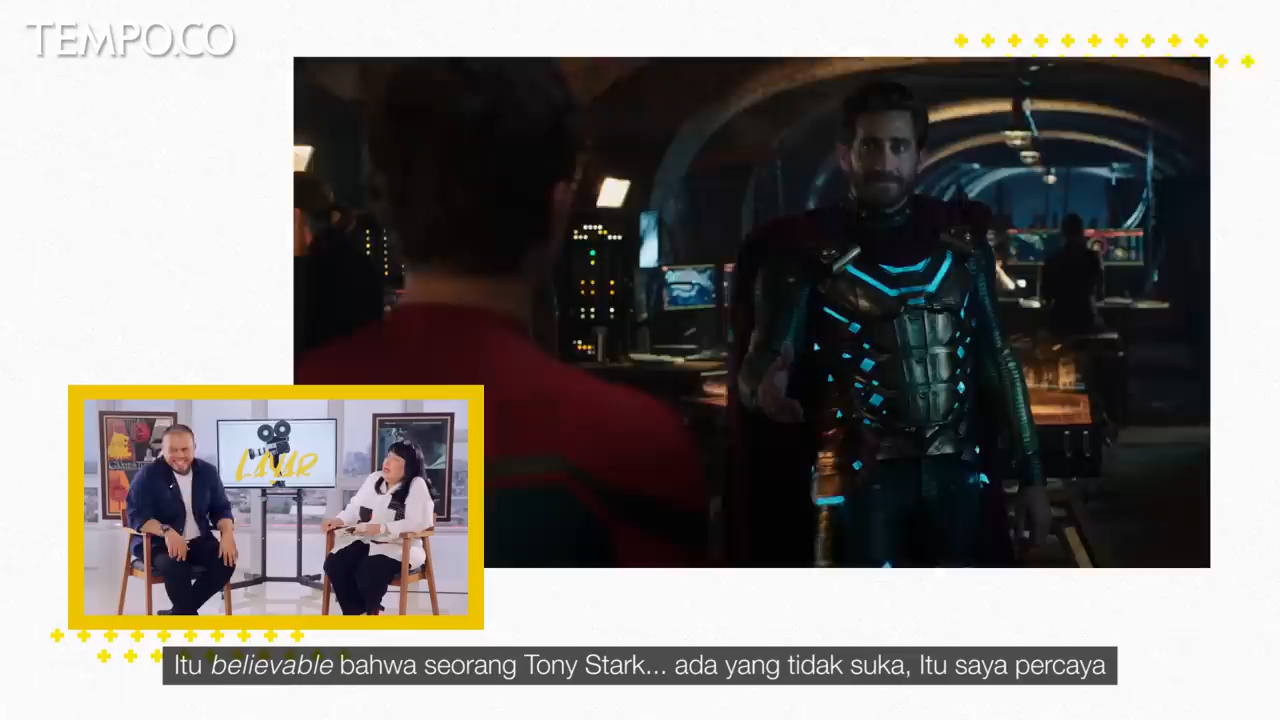 TEMPO.CO
LAYAR
Itu believable bahwa seorang Tony Stark... ada yang tidak suka, Itu saya percaya